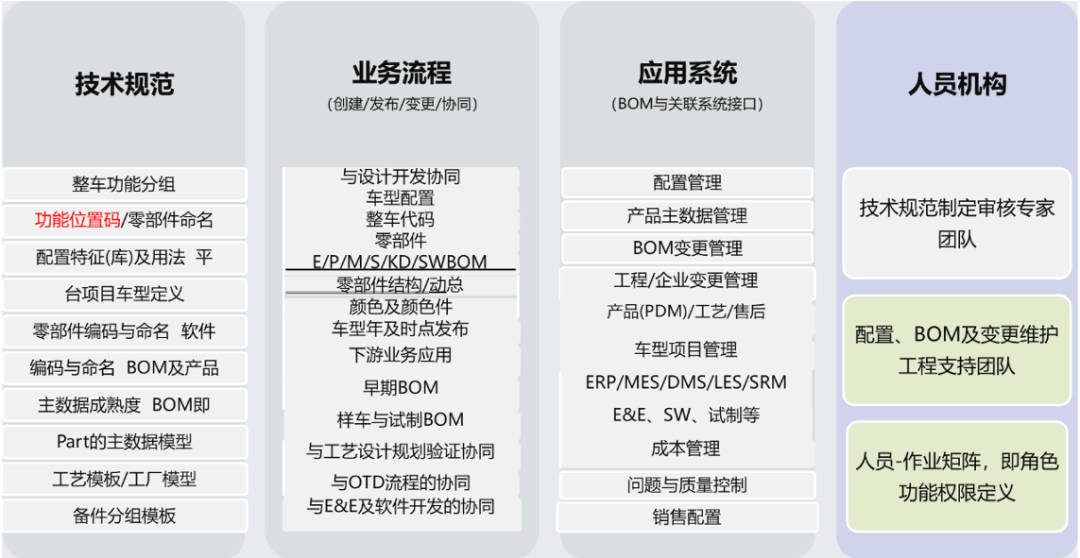 技术规范
整车功能分组
功能位置码/零部件命名
配置特征(库)及用法 平
台项目车型定义
零部件编码与命名 软件
编码与命名 BOM及产品
主数据成熟度 BOM即
Part的主数据模型
工艺模板/工厂模型
备件分组模板
业务流程
（创建/发布/变更/协同）
与设计开发协同
车型配置
整车代码
零部件
E/P/M/S/KD/SWBOM
零部件结构/动总
颜色及颜色件
车型年及时点发布
下游业务应用
早期BOM
样车与试制BOM
与工艺设计规划验证协同
与OTD流程的协同
与E&E及软件开发的协同
应用系统
（BOM与关联系统接口）
配置管理
产品主数据管理
BOM变更管理
工程/企业变更管理
产品(PDM)/工艺/售后
车型项目管理
ERP/MES/DMS/LES/SRM
E&E、SW、试制等
成本管理
问题与质量控制
销售配置
人员机构
技术规范制定审核专家
团队
配置、BOM及变更维护
工程支持团队
人员-作业矩阵，即角色
功能权限定义